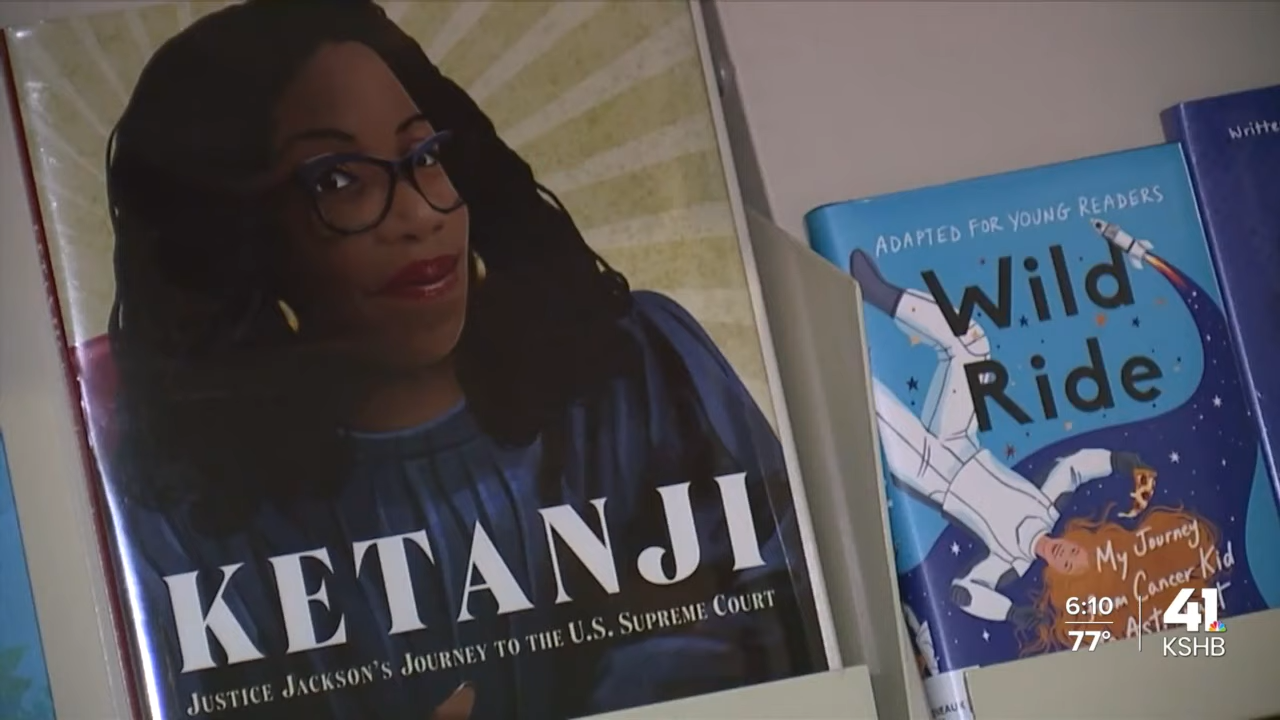 KETANJI
JUSTICE JACKSON'S JOURNEY TO THE U.S. SUPREME COURT
ADAPTED FOR YOUNG READERS
Wild
Ride
My Journey
Cancer Kid
Writte
6:10
77°
41
KSHB